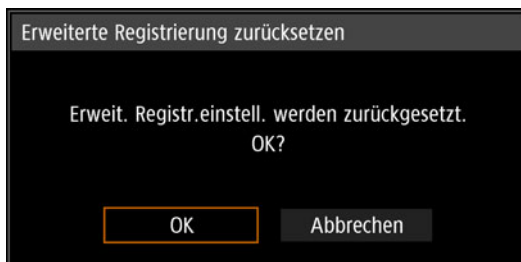 Erweiterte Registrierung zurücksetzen
Erweit. Registr.einstell. werden zurückgesetzt.
OK?
OK Abbrechen